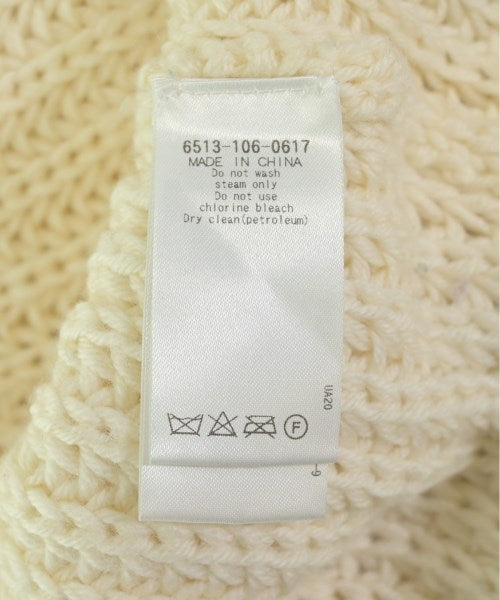 6513-106-0617
MADE IN CHINA
Do not wash
steam only
Do not use
chlorine bleach
Dry clean(petroleum)
UA20
F
-9